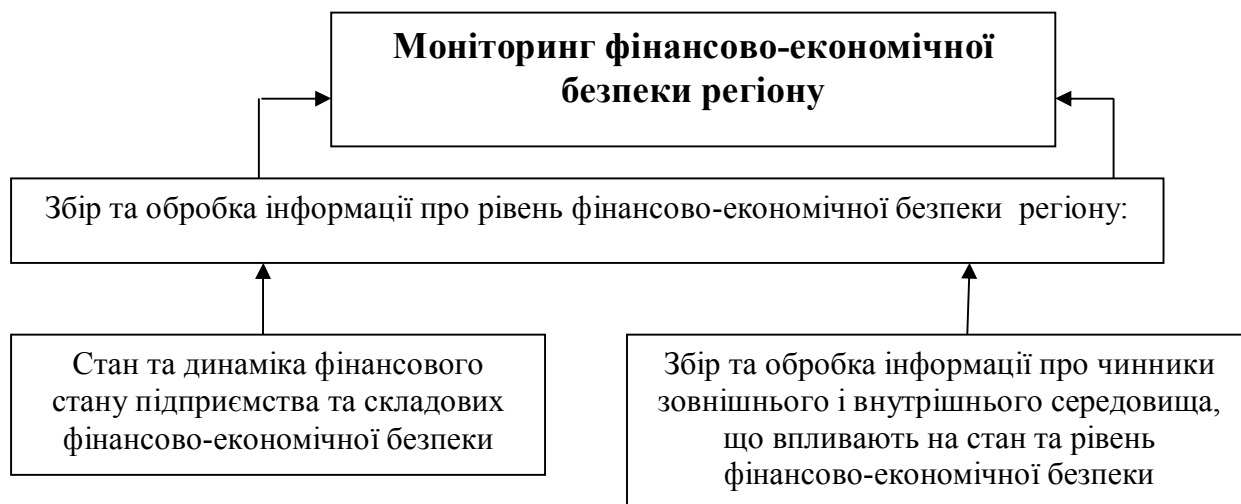 Моніторинг фінансово-економічної
безпеки регіону
Збір та обробка інформації про рівень фінансово-економічної безпеки регіону:
Стан та динаміка фінансового
стану підприємства та складових
фінансово-економічної безпеки
Збір та обробка інформації про чинники
зовнішнього і внутрішнього середовища,
що впливають на стан та рівень
фінансово-економічної безпеки